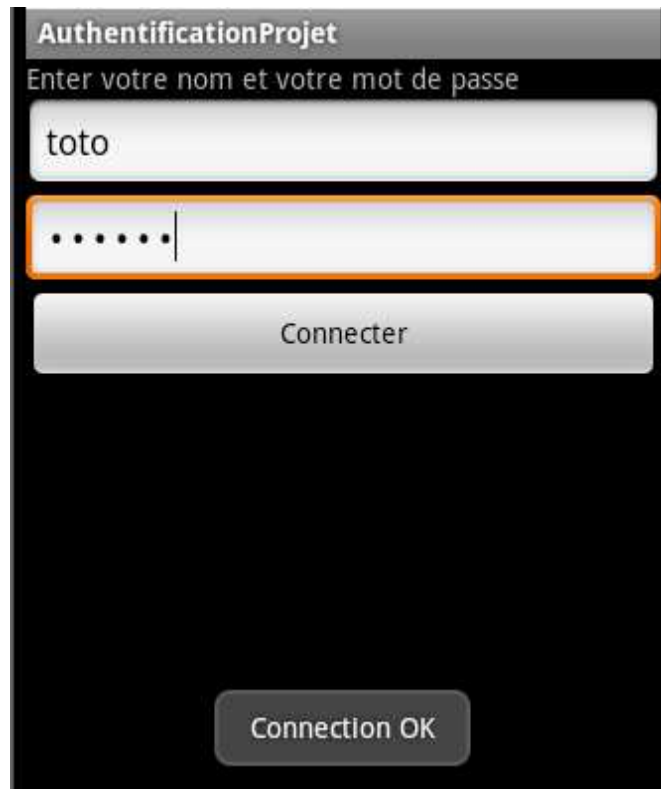 AuthentificationProjet
Enter votre nom et votre mot de passe
toto
••••••
Connecter
Connection OK